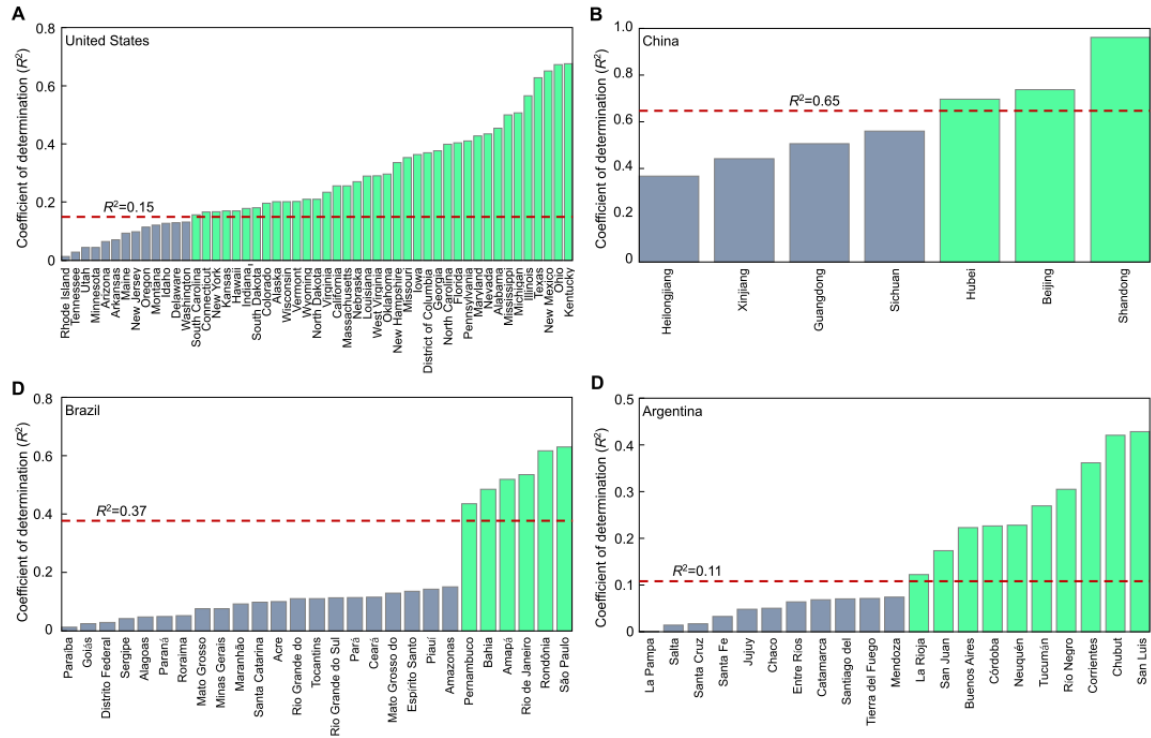 A
United States
Coefficient of determination (R²)
0.8
0.6
0.4
0.2
0
R²=0.15
Rhode Island
Tennessee
Utah
Minnesota
Arizona
Arkansas
Maine
New Jersey
Oregon
Montana
Idaho
Delaware
Washington
South Carolina
Connecticut
New York
Kansas
Hawaii
Indiana,
South Dakota
Colorado
Alaska
Wisconsin
Vermont
Wyoming
North Dakota
Virginia
California
Massachusetts
Nebraska
Louisiana
West Virginia
Oklahoma
New Hampshire
Missouri
Iowa
District of Columbia
Georgia
North Carolina
Florida
Pennsylvania
Maryland
Nevada
Alabama
Mississippi
Michigan
Illinois
Texas
New Mexico
Ohio
Kentucky
B
China
Coefficient of determination (R²)
1.0
0.8
0.6
0.4
0.2
0
R²=0.65
Heilongjiang
Xinjiang
Guangdong
Sichuan
Hubei
Beijing
Shandong
D
Brazil
Coefficient of determination (R²)
0.8
0.6
0.4
0.2
0
R²=0.37
Paraíba
Goiás
Distrito Federal
Sergipe
Alagoas
Paraná
Roraima
Mato Grosso
Minas Gerais
Maranhão
Santa Catarina
Acre
Rio Grande do
Tocantins
Rio Grande do Sul
Pará
Ceará
Mato Grosso do
Espírito Santo
Piauí
Amazonas
Pernambuco
Bahia
Amapá
Rio de Janeiro
Rondônia
São Paulo
D
Argentina
Coefficient of determination (R²)
0.5
0.4
0.3
0.2
0.1
0
R²=0.11
La Pampa
Salta
Santa Cruz
Santa Fe
Jujuy
Chaco
Entre Ríos
Catamarca
Santiago del
Tierra del Fuego
Mendoza
La Rioja
San Juan
Buenos Aires
Córdoba
Neuquén
Tucumán
Río Negro
Corrientes
Chubut
San Luis